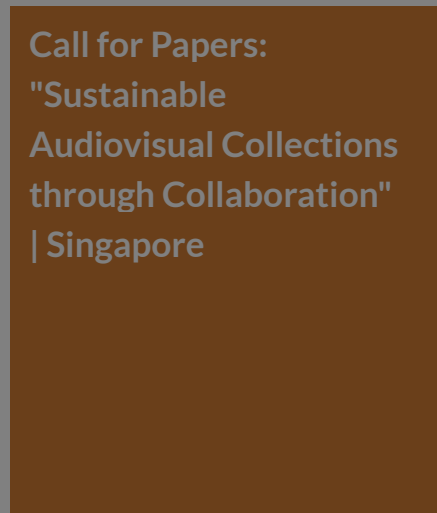 Call for Papers:
"Sustainable
Audiovisual Collections
through Collaboration"
| Singapore